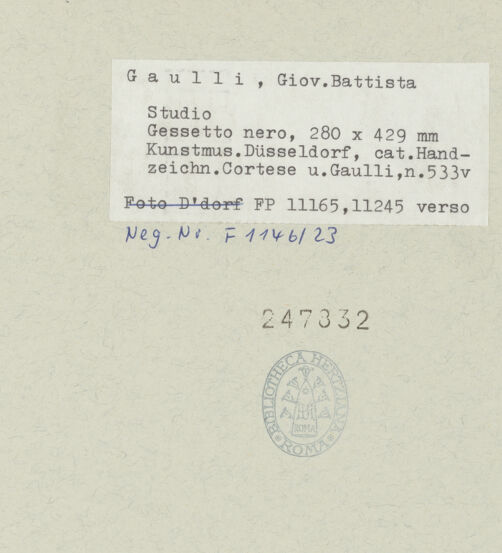 G a u l l i , Giov.Battista
Studio
Gessetto nero, 280 x 429 mm
Kunstmus.Düsseldorf, cat.Hand-
zeichn.Cortese u.Gaulli,n.533v
Foto D'dorf FP 11165,11245 verso
Neg.-Nr. F 1146/23
247332
BIBLIOTHECA HERTZIANA
ROMA
ROMA